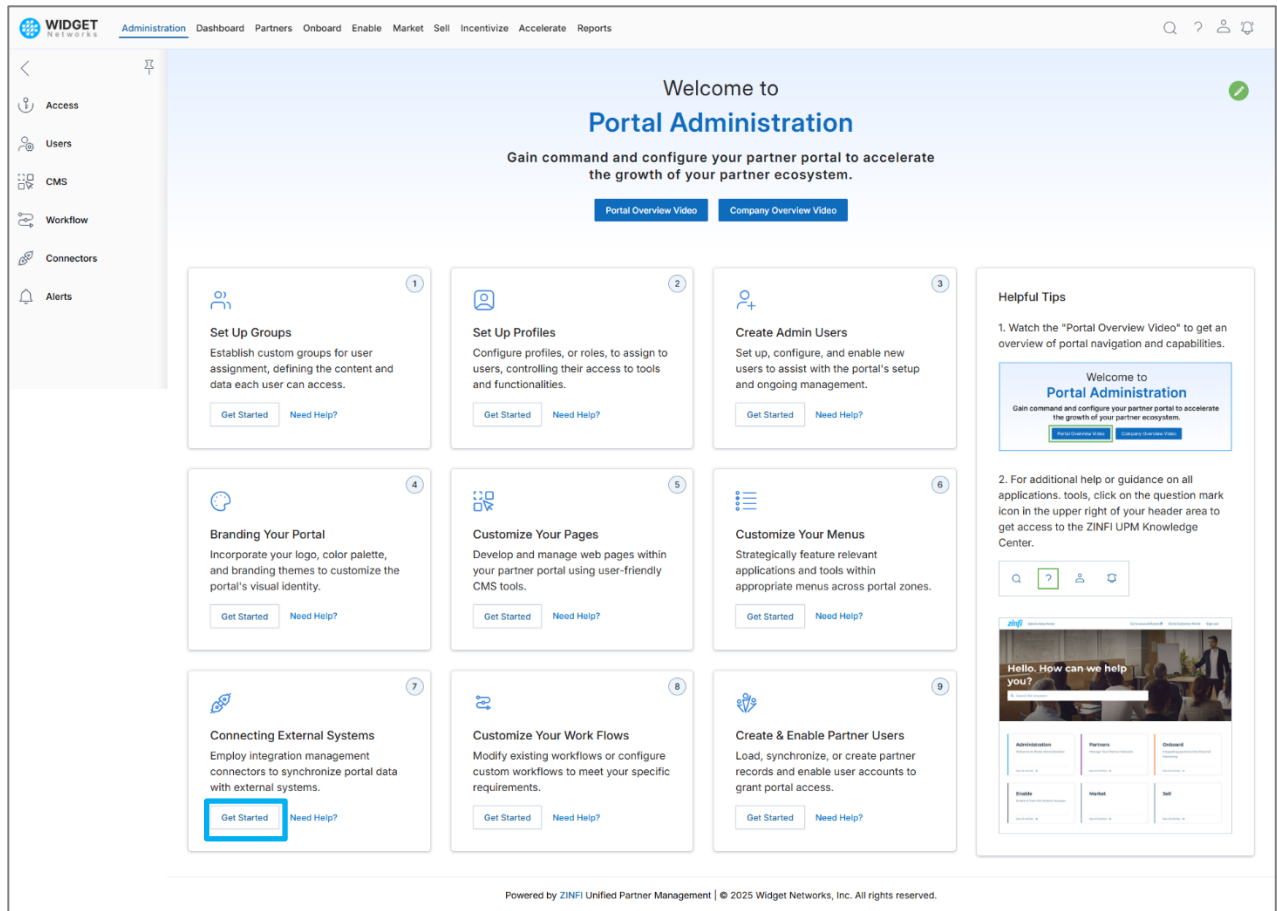 WIDGET
Networks
Administration Dashboard Partners Onboard Enable Market Sell Incentivize Accelerate Reports
Access
Users
CMS
Workflow
Connectors
Alerts
Welcome to
Portal Administration
Gain command and configure your partner portal to accelerate
the growth of your partner ecosystem.
Portal Overview Video
Company Overview Video
1
Set Up Groups
Establish custom groups for user
assignment, defining the content and
data each user can access.
Get Started
Need Help?
2
Set Up Profiles
Configure profiles, or roles, to assign to
users, controlling their access to tools
and functionalities.
Get Started
Need Help?
3
Create Admin Users
Set up, configure, and enable new
users to assist with the portal's setup
and ongoing management.
Get Started
Need Help?
4
Branding Your Portal
Incorporate your logo, color palette,
and branding themes to customize the
portal's visual identity.
Get Started
Need Help?
5
Customize Your Pages
Develop and manage web pages within
your partner portal using user-friendly
CMS tools.
Get Started
Need Help?
6
Customize Your Menus
Strategically feature relevant
applications and tools within
appropriate menus across portal zones.
Get Started
Need Help?
7
Connecting External Systems
Employ integration management
connectors to synchronize portal data
with external systems.
Get Started
Need Help?
8
Customize Your Work Flows
Modify existing workflows or configure
custom workflows to meet your specific
requirements.
Get Started
Need Help?
9
Create & Enable Partner Users
Load, synchronize, or create partner
records and enable user accounts to
grant portal access.
Get Started
Need Help?
Helpful Tips
1. Watch the "Portal Overview Video" to get an
overview of portal navigation and capabilities.
Welcome to
Portal Administration
Gain command and configure your partner portal to accelerate
the growth of your partner ecosystem.
Portal Overview Video
Company Overview Video
2. For additional help or guidance on all
applications. tools, click on the question mark
icon in the upper right of your header area to
get access to the ZINFI UPM Knowledge
Center.
zinfi
Hello. How can we help
you?
Administration
Partners
Onboard
Enable
Market
Sell
Powered by ZINFI Unified Partner Management | © 2025 Widget Networks, Inc. All rights reserved.